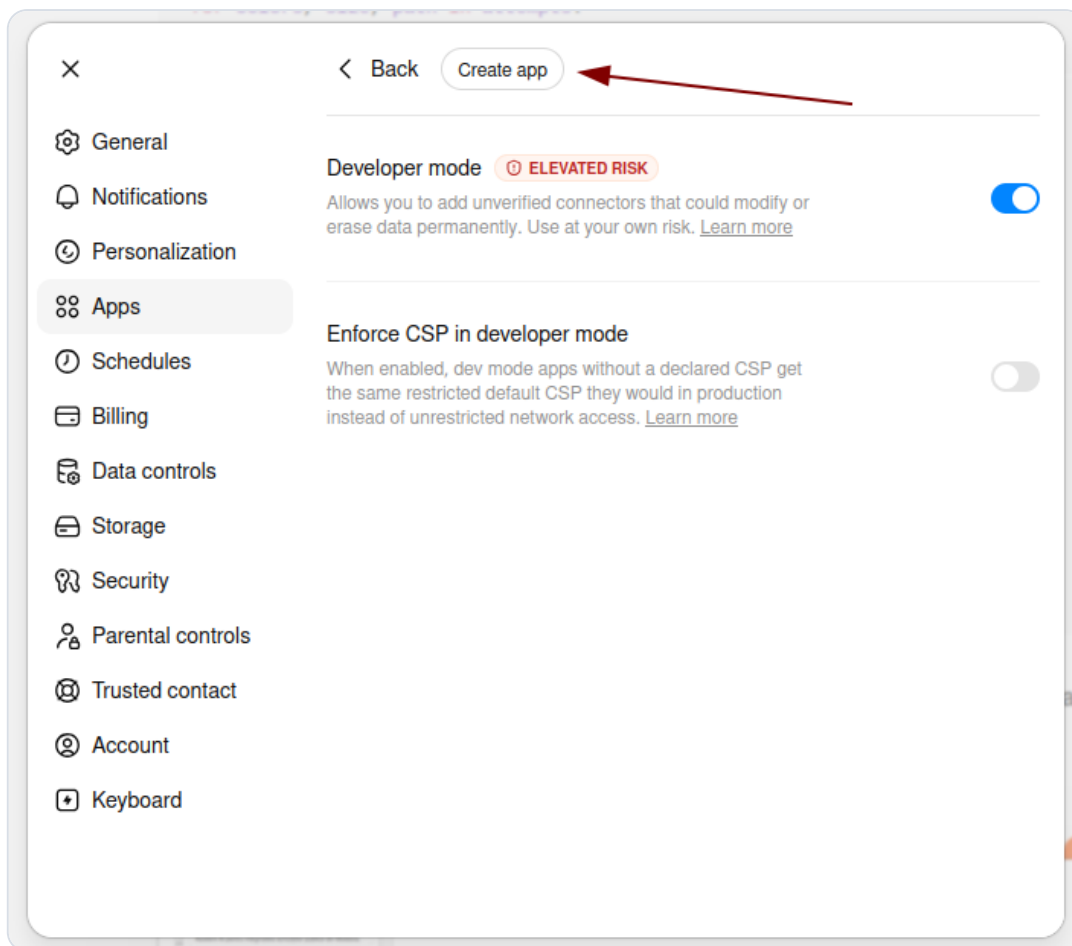 Back
Create app
General
Notifications
Personalization
Apps
Schedules
Billing
Data controls
Storage
Security
Parental controls
Trusted contact
Account
Keyboard
Developer mode
ELEVATED RISK
Allows you to add unverified connectors that could modify or
erase data permanently. Use at your own risk. Learn more
Enforce CSP in developer mode
When enabled, dev mode apps without a declared CSP get
the same restricted default CSP they would in production
instead of unrestricted network access. Learn more